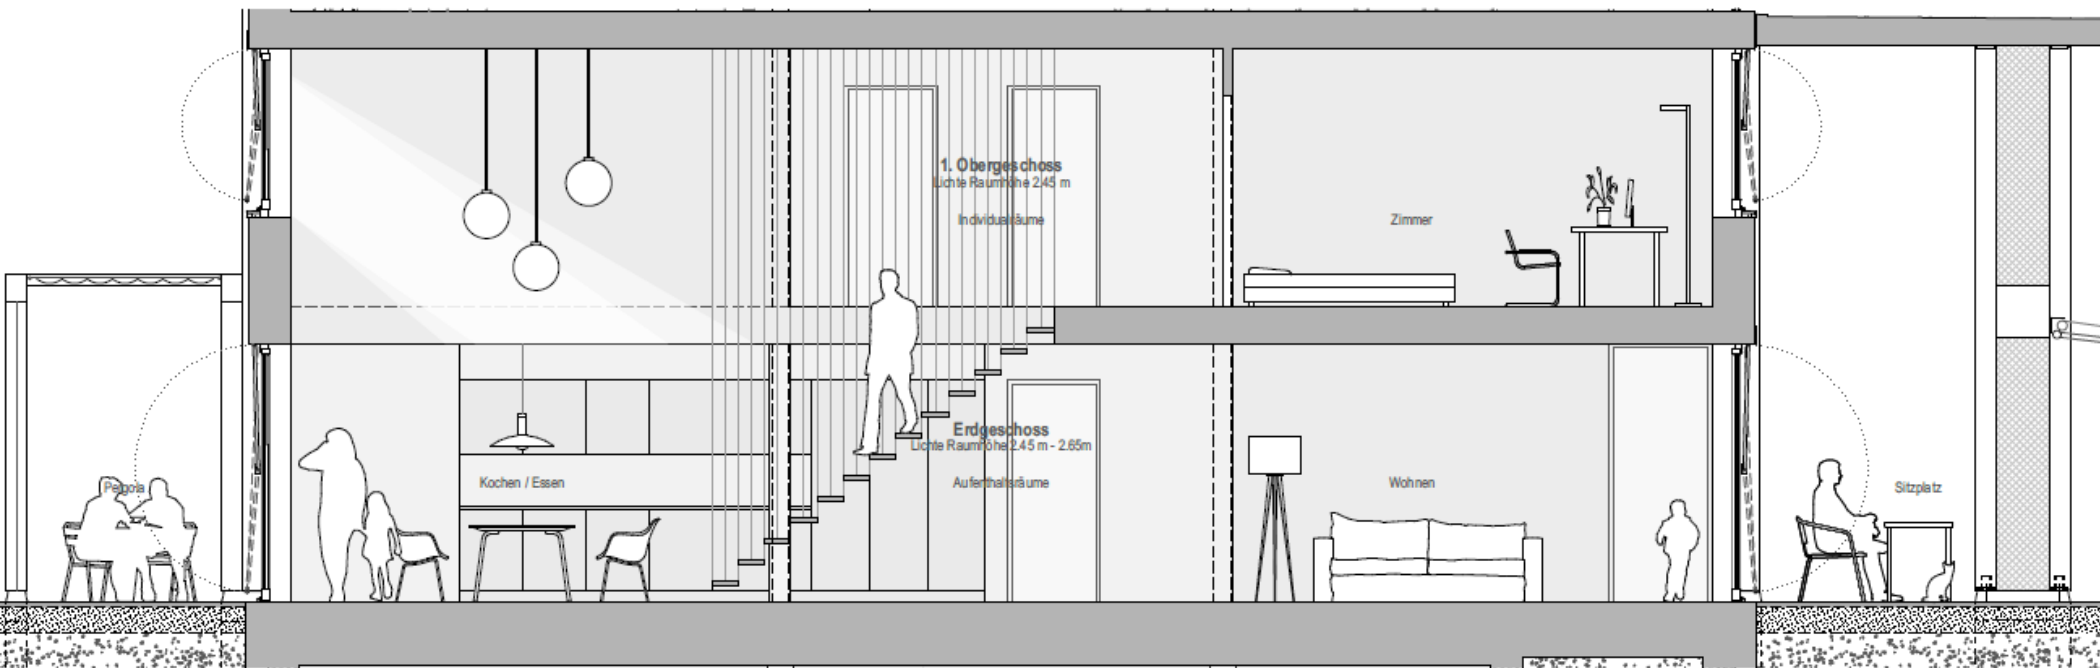 1. Obergeschoss
Lichte Raumhöhe 2.45 m
Individualräume
Zimmer
Erdgeschoss
Lichte Raumhöhe 2.45 m - 2.65m
Pergola
Kochen / Essen
Aufenthaltsräume
Wohnen
Sitzplatz